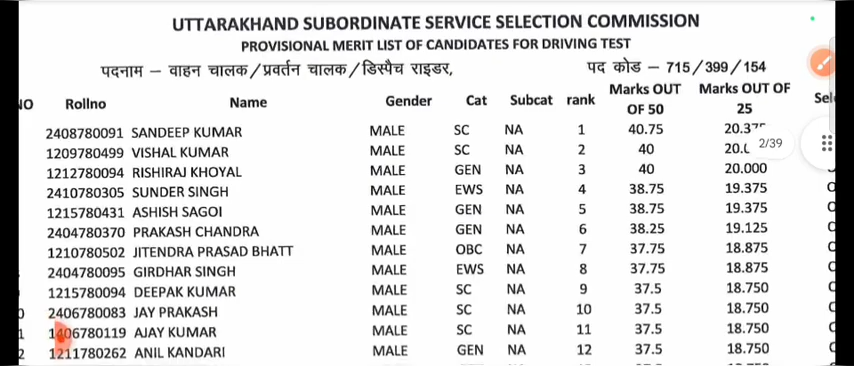 UTTARAKHAND SUBORDINATE SERVICE SELECTION COMMISSION
PROVISIONAL MERIT LIST OF CANDIDATES FOR DRIVING TEST
पदनाम – वाहन चालक/प्रवर्तन चालक/डिस्पैच राइडर, पद कोड – 715/399/154
NO Rollno Name Gender Cat Subcat rank Marks OUT OF 50 Marks OUT OF 25 Sel
2408780091 SANDEEP KUMAR MALE SC NA 1 40.75 20.375
1209780499 VISHAL KUMAR MALE SC NA 2 40 20.0 2/39
1212780094 RISHIRAJ KHOYAL MALE GEN NA 3 40 20.000
2410780305 SUNDER SINGH MALE EWS NA 4 38.75 19.375
1215780431 ASHISH SAGOI MALE GEN NA 5 38.75 19.375
2404780370 PRAKASH CHANDRA MALE GEN NA 6 38.25 19.125
1210780502 JITENDRA PRASAD BHATT MALE OBC NA 7 37.75 18.875
2404780095 GIRDHAR SINGH MALE EWS NA 8 37.75 18.875
1215780094 DEEPAK KUMAR MALE SC NA 9 37.5 18.750
2406780083 JAY PRAKASH MALE SC NA 10 37.5 18.750
1406780119 AJAY KUMAR MALE SC NA 11 37.5 18.750
1211780262 ANIL KANDARI MALE GEN NA 12 37.5 18.750